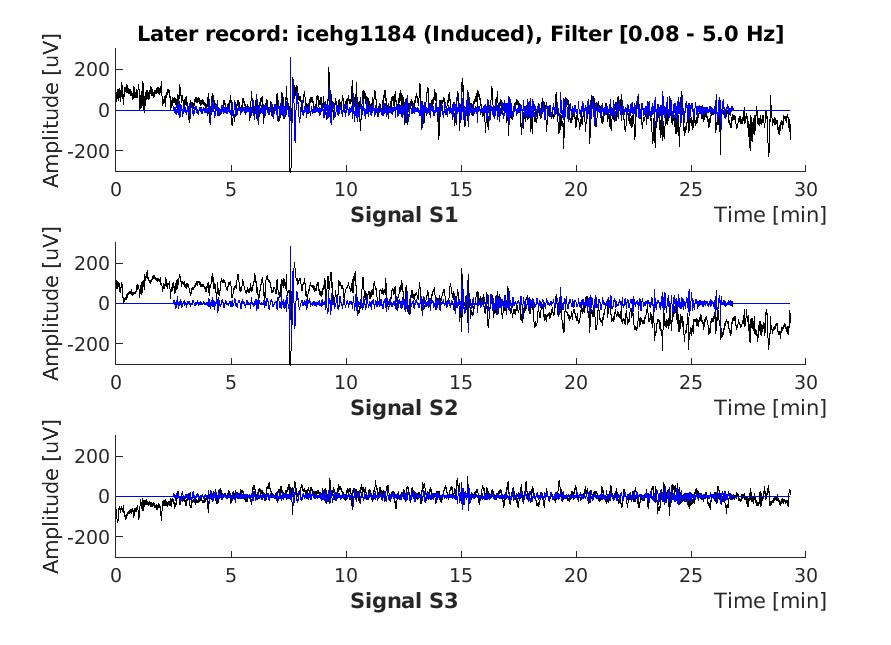 Later record: icehg1184 (Induced), Filter [0.08 - 5.0 Hz]
Amplitude [uV]
200
0
-200
0 5 10 15 20 25 30
Signal S1 Time [min]
Amplitude [uV]
200
0
-200
0 5 10 15 20 25 30
Signal S2 Time [min]
Amplitude [uV]
200
0
-200
0 5 10 15 20 25 30
Signal S3 Time [min]